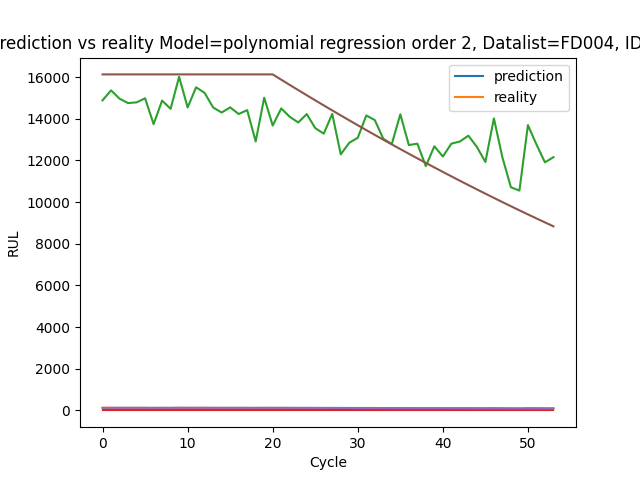 rediction vs reality Model=polynomial regression order 2, Datalist=FD004, ID
16000
14000
12000
10000
8000
6000
4000
2000
0
RUL
prediction
reality
0 10 20 30 40 50
Cycle